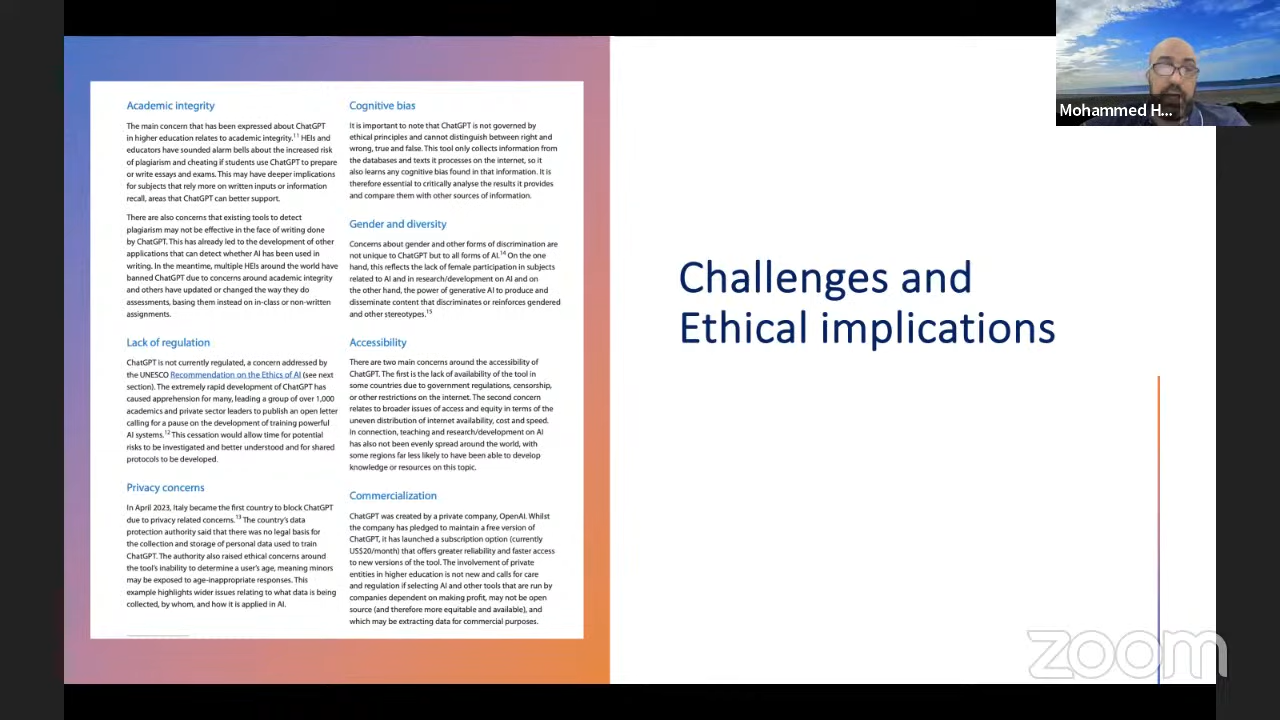 Academic integrity
The main concern that has been expressed about ChatGPT
in higher education relates to academic integrity.11 HEIs and
educators have sounded alarm bells about the increased risk
of plagiarism and cheating if students use ChatGPT to prepare
or write essays and exams. This may have deeper implications
for subjects that rely more on written inputs or information
recall, areas that ChatGPT can better support.
There are also concerns that existing tools to detect
plagiarism may not be effective in the face of writing done
by ChatGPT. This has already led to the development of other
applications that can detect whether AI has been used in
writing. In the meantime, multiple HEIs around the world have
banned ChatGPT due to concerns around academic integrity
and others have updated or changed the way they do
assessments, basing them instead on in-class or non-written
assignments.
Lack of regulation
ChatGPT is not currently regulated, a concern addressed by
the UNESCO Recommendation on the Ethics of AI (see next
section). The extremely rapid development of ChatGPT has
caused apprehension for many, leading a group of over 1,000
academics and private sector leaders to publish an open letter
calling for a pause on the development of training powerful
AI systems.12 This cessation would allow time for potential
risks to be investigated and better understood and for shared
protocols to be developed.
Privacy concerns
In April 2023, Italy became the first country to block ChatGPT
due to privacy related concerns.13 The country's data
protection authority said that there was no legal basis for
the collection and storage of personal data used to train
ChatGPT. The authority also raised ethical concerns around
the tool's inability to determine a user's age, meaning minors
may be exposed to age-inappropriate responses. This
example highlights wider issues relating to what data is being
collected, by whom, and how it is applied in AI.
Cognitive bias
It is important to note that ChatGPT is not governed by
ethical principles and cannot distinguish between right and
wrong, true and false. This tool only collects information from
the databases and texts it processes on the internet, so it
also learns any cognitive bias found in that information. It is
therefore essential to critically analyse the results it provides
and compare them with other sources of information.
Gender and diversity
Concerns about gender and other forms of discrimination are
not unique to ChatGPT but to all forms of AI.14 On the one
hand, this reflects the lack of female participation in subjects
related to AI and in research/development on AI and on
the other hand, the power of generative AI to produce and
disseminate content that discriminates or reinforces gendered
and other stereotypes.15
Accessibility
There are two main concerns around the accessibility of
ChatGPT. The first is the lack of availability of the tool in
some countries due to government regulations, censorship,
or other restrictions on the internet. The second concern
relates to broader issues of access and equity in terms of the
uneven distribution of internet availability, cost and speed.
In connection, teaching and research/development on AI
has also not been evenly spread around the world, with
some regions far less likely to have been able to develop
knowledge or resources on this topic.
Commercialization
ChatGPT was created by a private company, OpenAI. Whilst
the company has pledged to maintain a free version of
ChatGPT, it has launched a subscription option (currently
US$20/month) that offers greater reliability and faster access
to new versions of the tool. The involvement of private
entities in higher education is not new and calls for care
and regulation if selecting AI and other tools that are run by
companies dependent on making profit, may not be open
source (and therefore more equitable and available), and
which may be extracting data for commercial purposes.
Challenges and
Ethical implications
Mohammed H...
zoom